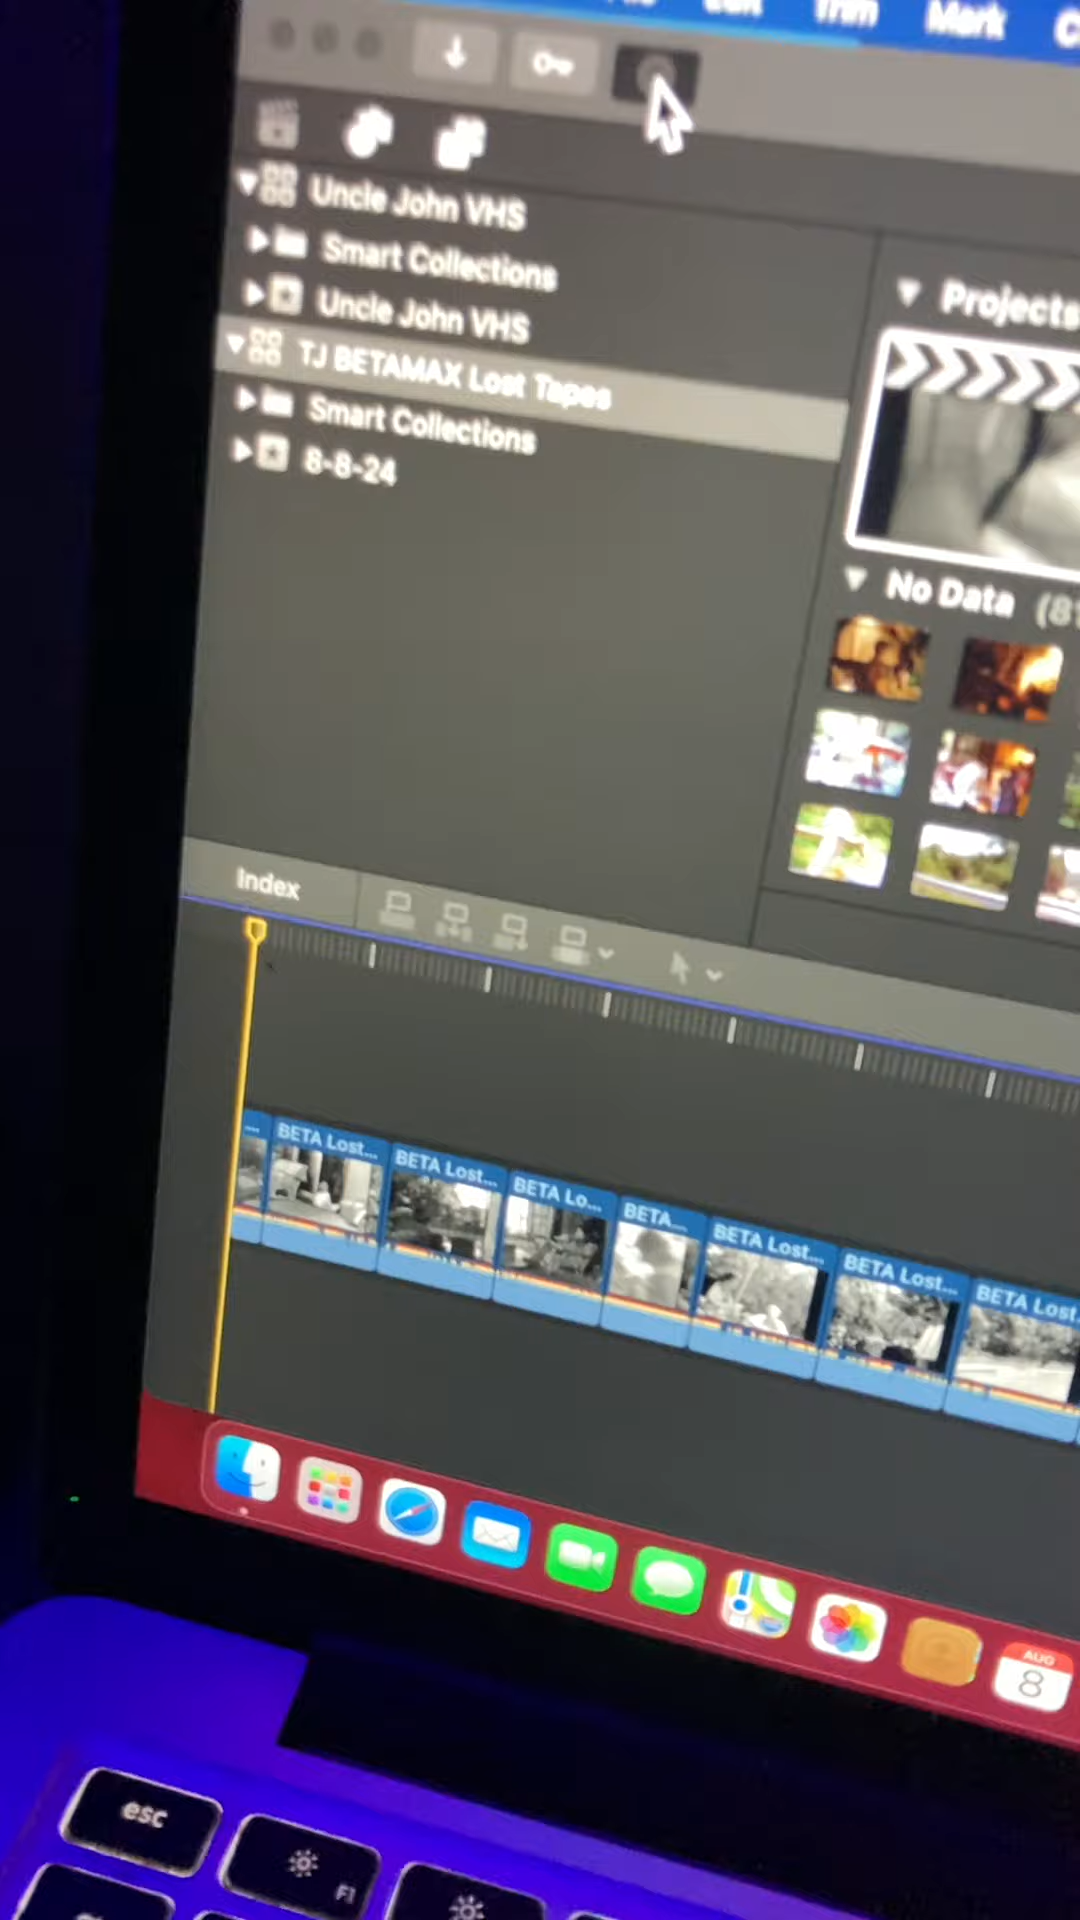 Edit
Trim
Mark
Uncle John VHS
Smart Collections
Uncle John VHS
TJ BETAMAX Lost Tapes
Smart Collections
8-8-24
Projects
No Data
Index
BETA Lost...
BETA Lost...
BETA Lo...
BETA...
BETA Lost...
BETA Lost...
BETA Lost
AUG
8
esc
F1